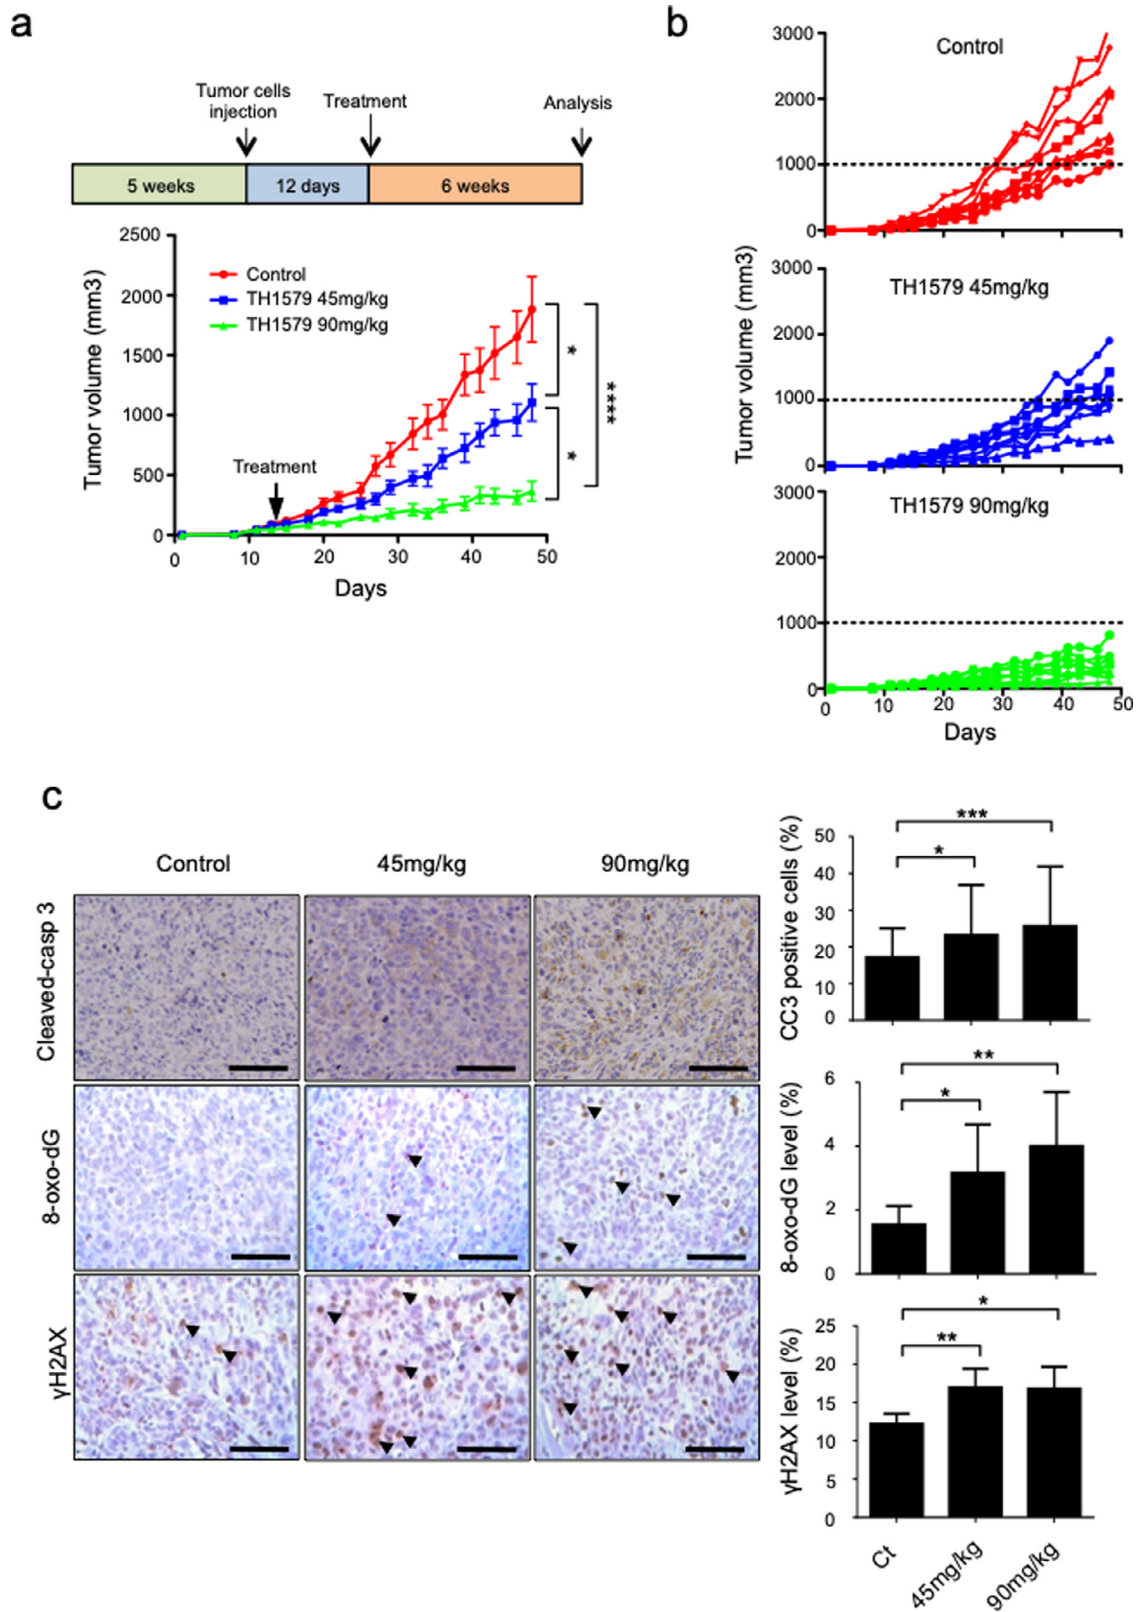 a
Tumor cells
injection
Treatment
Analysis
5 weeks
12 days
6 weeks
2500
2000
1500
1000
500
0
Tumor volume (mm3)
Control
TH1579 45mg/kg
TH1579 90mg/kg
Treatment
*
*
****
0
10
20
30
40
50
Days
b
Control
3000
2000
1000
0
TH1579 45mg/kg
3000
2000
1000
0
Tumor volume (mm3)
TH1579 90mg/kg
3000
2000
1000
0
0
10
20
30
40
50
Days
c
Control
45mg/kg
90mg/kg
Cleaved-casp 3
8-oxo-dG
γH2AX
CC3 positive cells (%)
50
40
30
20
10
0
*
***
8-oxo-dG level (%)
6
4
2
0
*
**
γH2AX level (%)
25
20
15
10
5
0
**
*
Ct
45mg/kg
90mg/kg